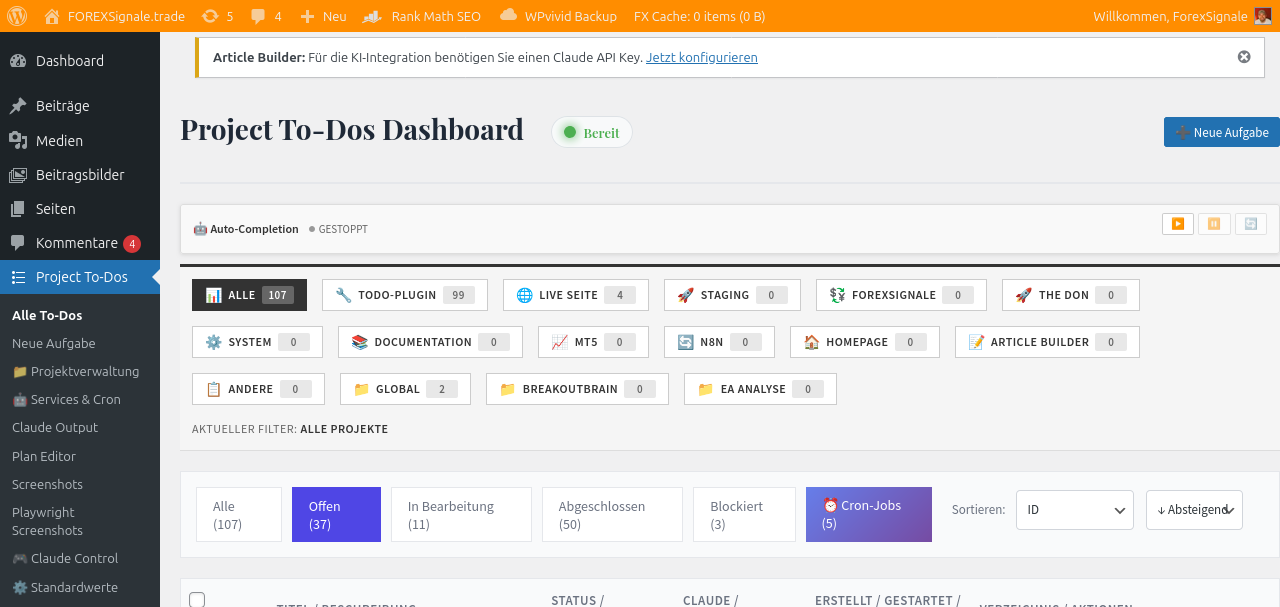 FOREXSignale.trade 5 4 Neu Rank Math SEO WPvivid Backup FX Cache: 0 items (0 B) Willkommen, ForexSignale
Dashboard
Beiträge
Medien
Beitragsbilder
Seiten
Kommentare 4
Project To-Dos
Alle To-Dos
Neue Aufgabe
Projektverwaltung
Services & Cron
Claude Output
Plan Editor
Screenshots
Playwright
Screenshots
Claude Control
Standardwerte
Article Builder: Für die KI-Integration benötigen Sie einen Claude API Key. Jetzt konfigurieren
Project To-Dos Dashboard Bereit Neue Aufgabe
Auto-Completion GESTOPPT
ALLE 107 TODO-PLUGIN 99 LIVE SEITE 4 STAGING 0 FOREXSIGNALE 0 THE DON 0
SYSTEM 0 DOCUMENTATION 0 MT5 0 N8N 0 HOMEPAGE 0 ARTICLE BUILDER 0
ANDERE 0 GLOBAL 2 BREAKOUTBRAIN 0 EA ANALYSE 0
AKTUELLER FILTER: ALLE PROJEKTE
Alle (107)
Offen (37)
In Bearbeitung (11)
Abgeschlossen (50)
Blockiert (3)
Cron-Jobs (5)
Sortieren: ID ↓ Absteigend
TITEL / BESCHREIBUNG STATUS / CLAUDE / ERSTELLT / GESTARTET / VERZEICHNIS / AKTIONEN